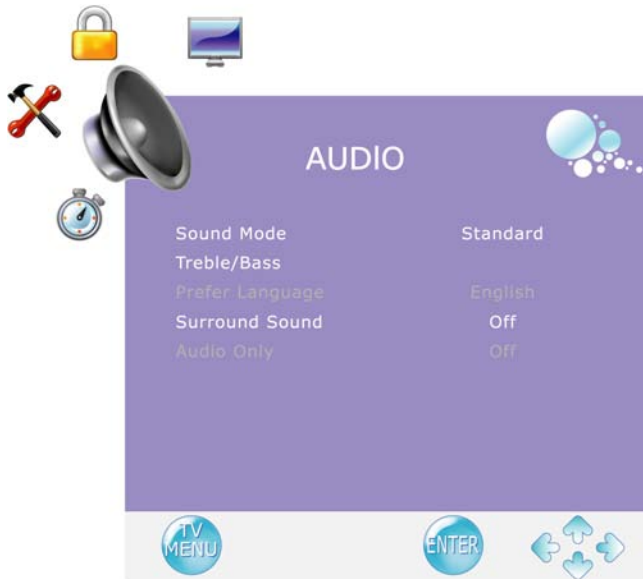 AUDIO
Sound Mode Standard
Treble/Bass
Prefer Language English
Surround Sound Off
Audio Only Off
TV MENU ENTER